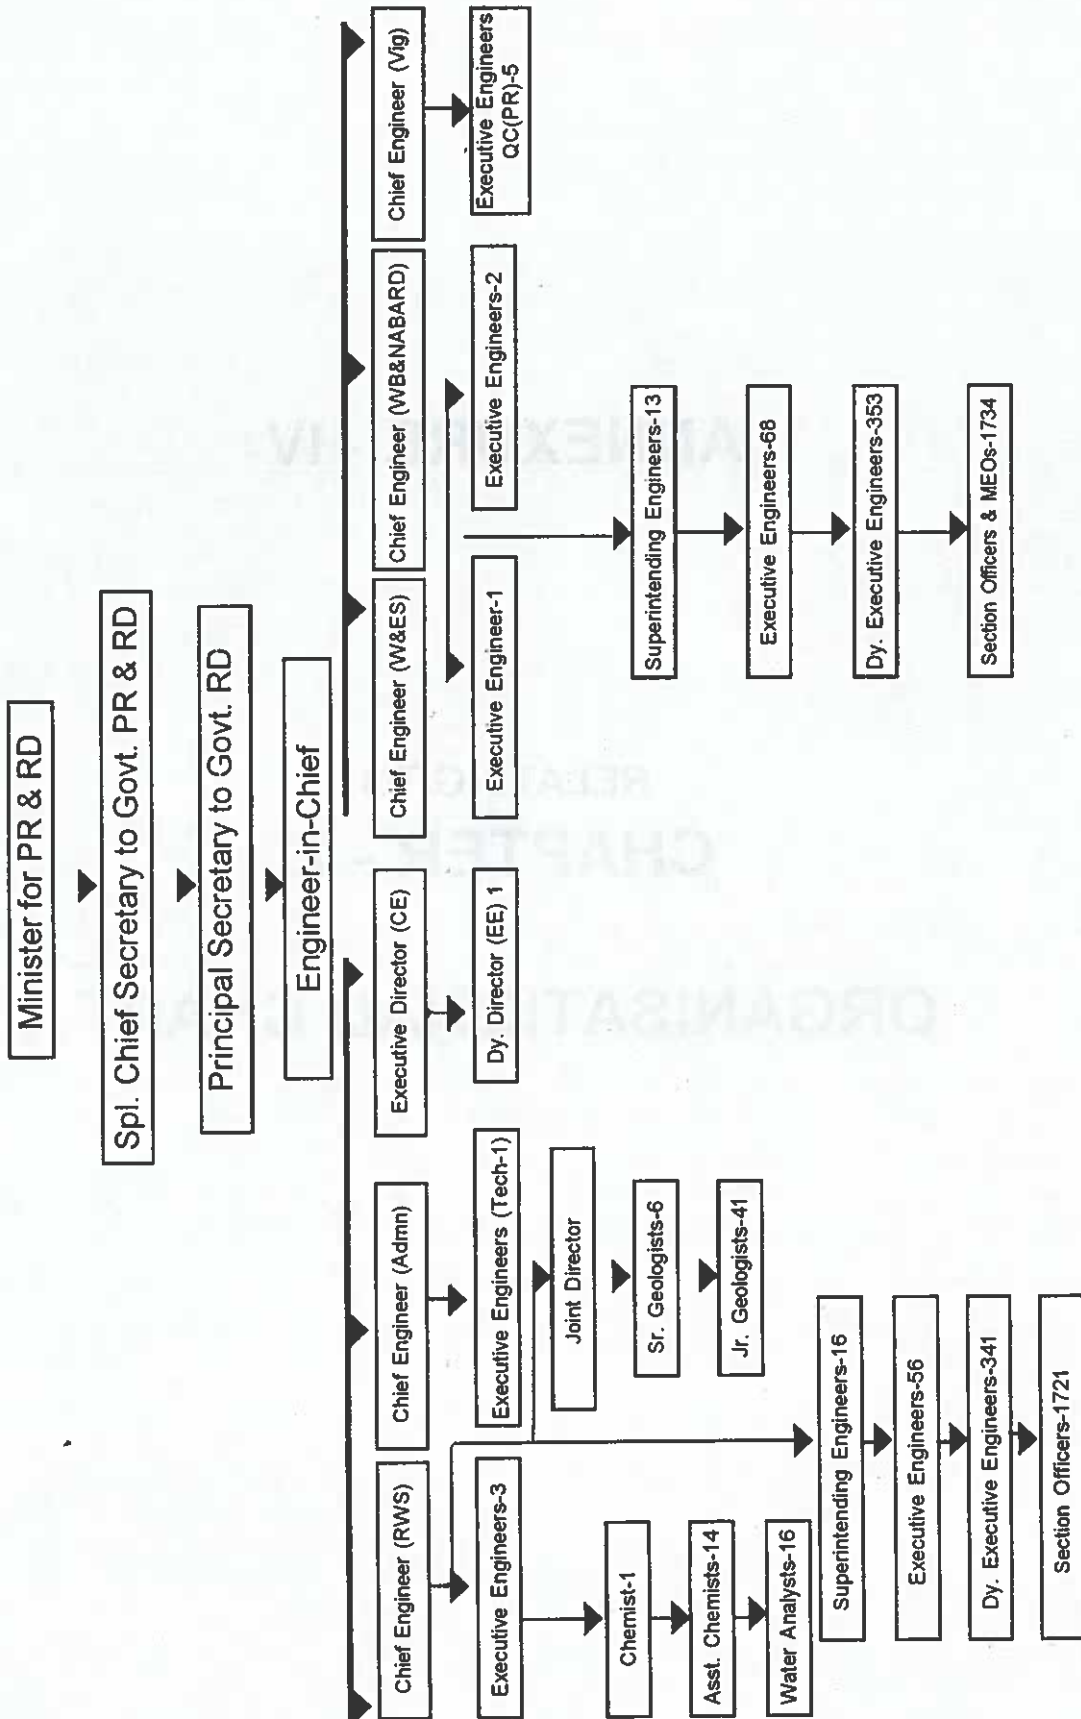 Minister for PR & RD
Spl. Chief Secretary to Govt. PR & RD
Principal Secretary to Govt. RD
Engineer-in-Chief
Chief Engineer (RWS)
Chief Engineer (Admn)
Executive Director (CE)
Chief Engineer (W&ES)
Chief Engineer (WB&NABARD)
Chief Engineer (Vig)
Executive Engineers-3
Executive Engineers (Tech-1)
Dy. Director (EE) 1
Executive Engineer-1
Executive Engineers-2
Executive Engineers
QC(PR)-5
Joint Director
Chemist-1
Sr. Geologists-6
Superintending Engineers-13
Asst. Chemists-14
Jr. Geologists-41
Executive Engineers-68
Water Analysts-16
Superintending Engineers-16
Dy. Executive Engineers-353
Executive Engineers-56
Dy. Executive Engineers-341
Section Officers & MEOs-1734
Section Officers-1721
ANNEXURE - IV
CHAPTER -